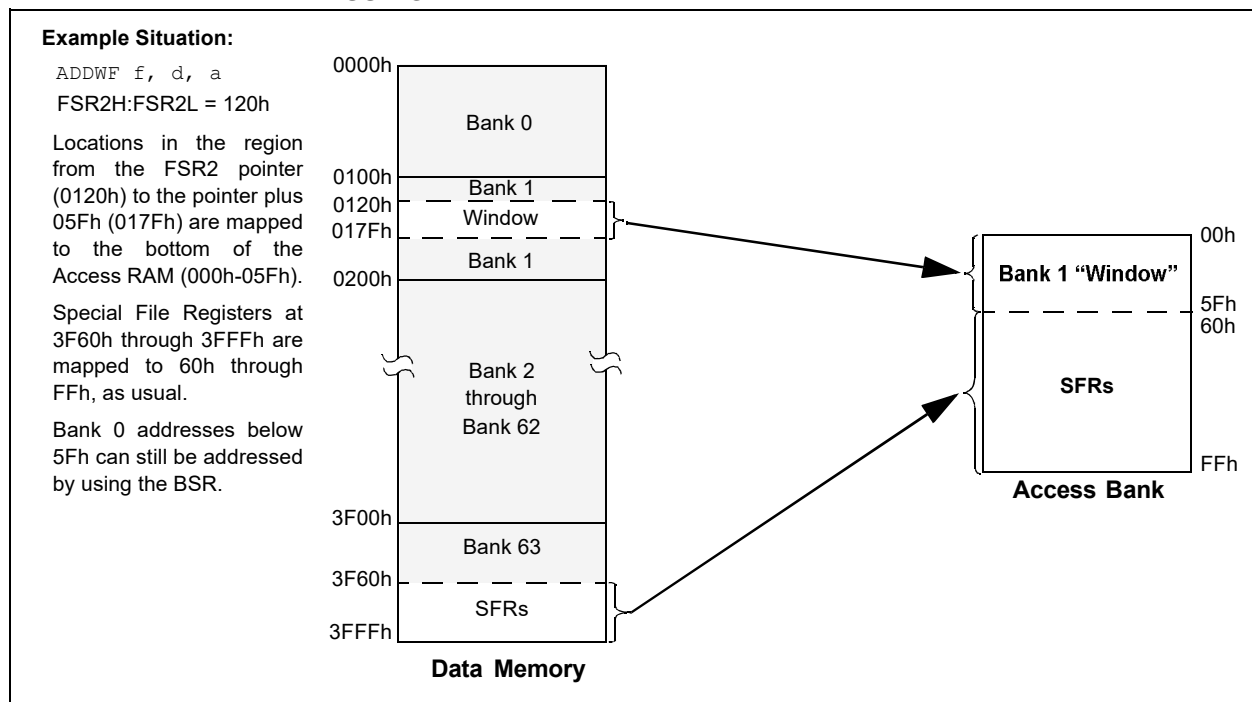 Example Situation:
ADDWF f, d, a
FSR2H:FSR2L = 120h
Locations in the region
from the FSR2 pointer
(0120h) to the pointer plus
05Fh (017Fh) are mapped
to the bottom of the
Access RAM (000h-05Fh).
Special File Registers at
3F60h through 3FFFh are
mapped to 60h through
FFh, as usual.
Bank 0 addresses below
5Fh can still be addressed
by using the BSR.
0000h
Bank 0
0100h
Bank 1
0120h
Window
017Fh
Bank 1
0200h
Bank 2
through
Bank 62
3F00h
Bank 63
3F60h
SFRs
3FFFh
Data Memory
00h
Bank 1 “Window”
5Fh
60h
SFRs
FFh
Access Bank